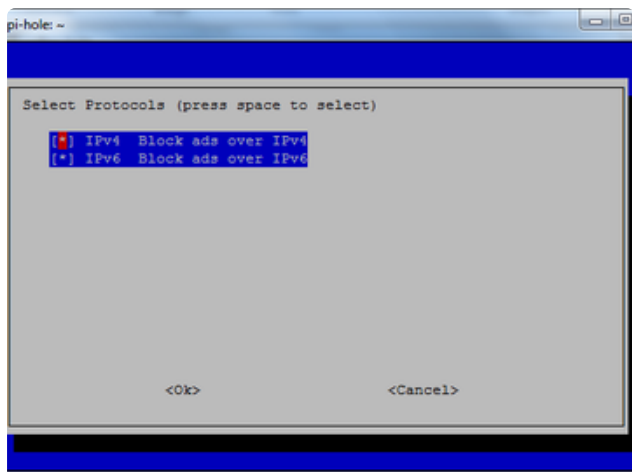 pi-hole: ~
Select Protocols (press space to select)
[*] IPv4 Block ads over IPv4
[*] IPv6 Block ads over IPv6
<Ok> <Cancel>